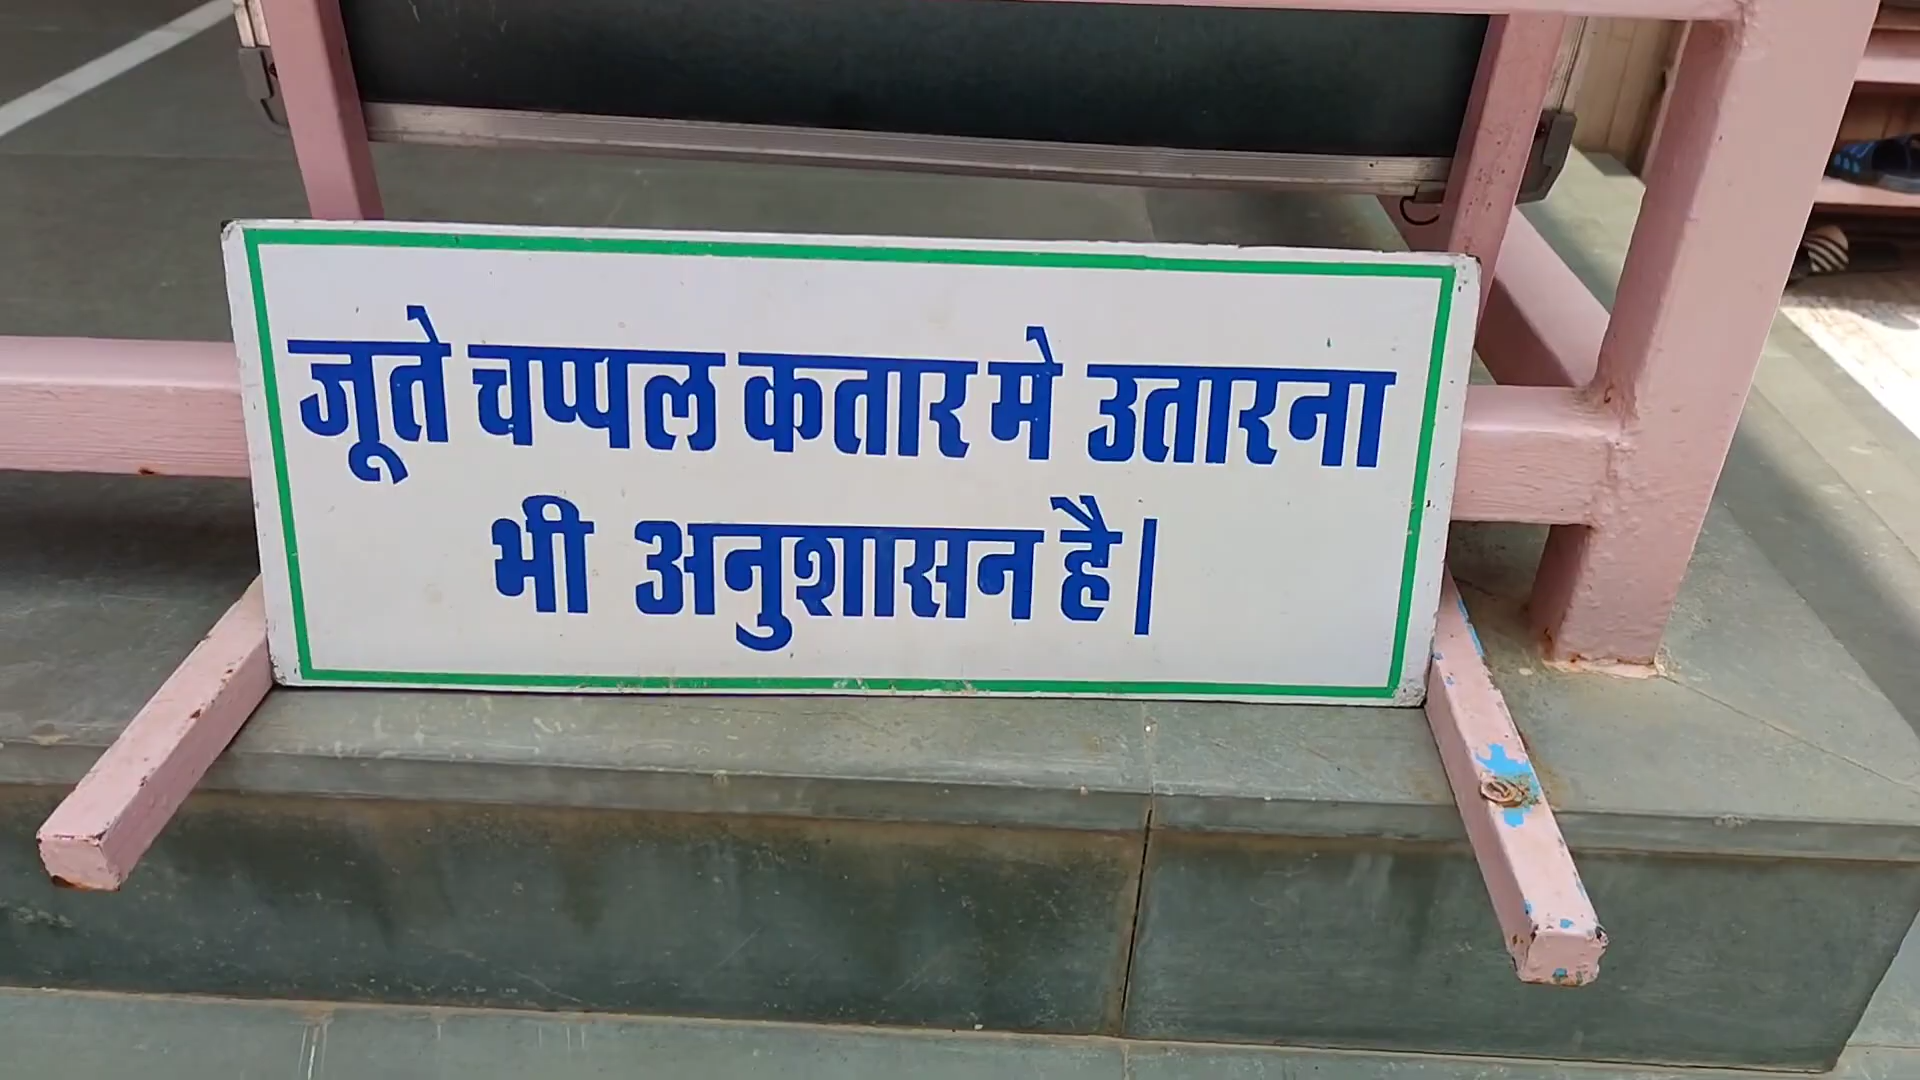 जूते चप्पल कतार मे उतारना
भी अनुशासन है।